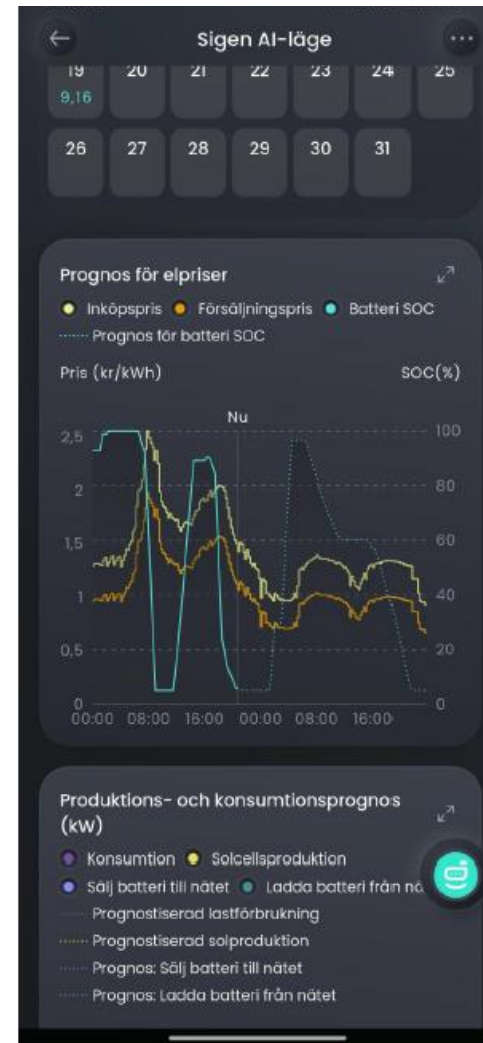 Sigen AI-läge
19 20 21 22 23 24 25
9,16
26 27 28 29 30 31
Prognos för elpriser
Inköpspris Försäljningspris Batteri SOC
Prognos för batteri SOC
Pris (kr/kWh) SOC(%)
Nu
2,5 100
2 80
1,5 60
1 40
0,5 20
0 0
00:00 08:00 16:00 00:00 08:00 16:00
Produktions- och konsumtionsprognos
(kW)
Konsumtion Solcellsproduktion
Sälj batteri till nätet Ladda batteri från nä
Prognostiserad lastförbrukning
Prognostiserad solproduktion
Prognos: Sälj batteri till nätet
Prognos: Ladda batteri från nätet